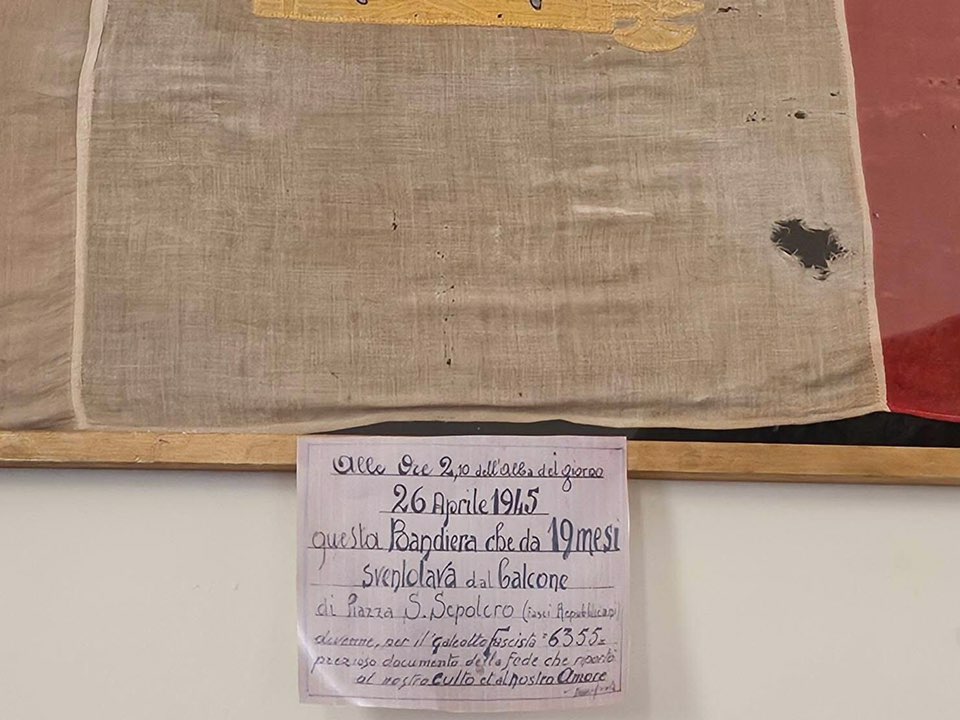 Alle Ore 2,10 dell'alba del giorno
26 Aprile 1945
questa Bandiera che da 19 mesi
sventolava dal balcone
di Piazza S. Sepolcro (Fasci Repubblicani)
divenne, per il galeotto Fascista "6355"
prezioso documento della fede che riporta
al nostro Culto et al nostro Amore